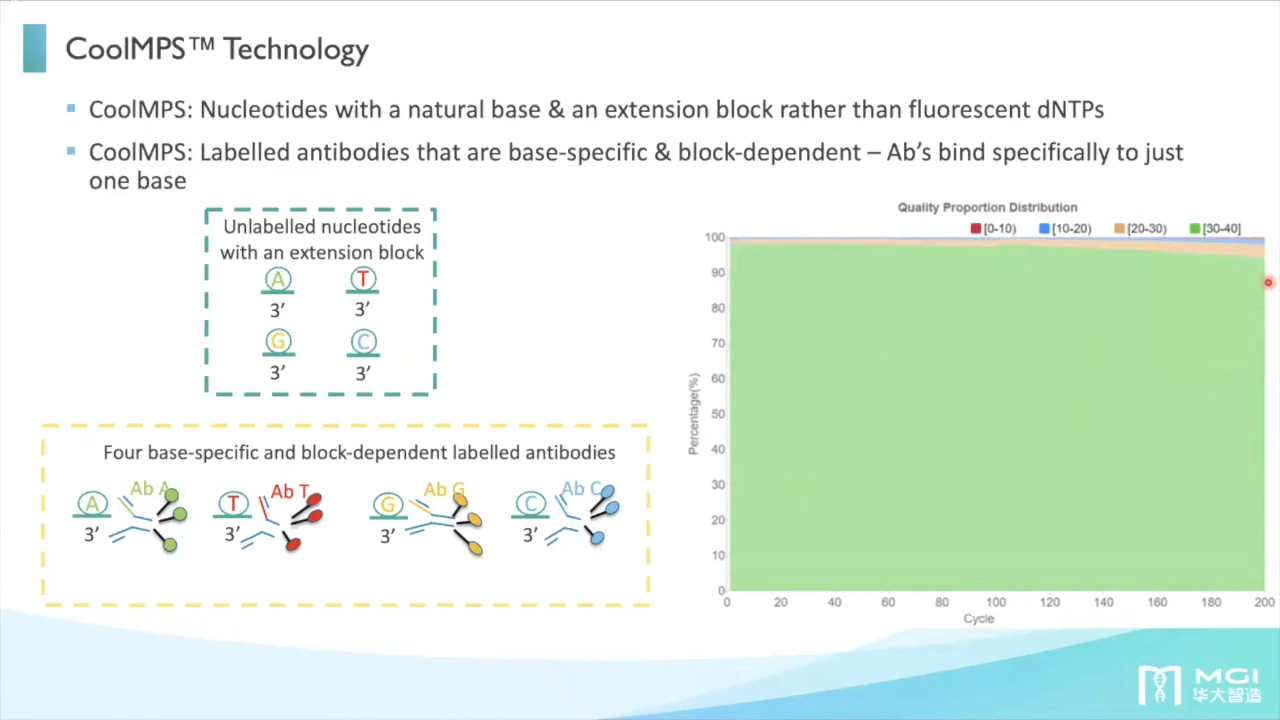 CoolMPS™ Technology
CoolMPS: Nucleotides with a natural base & an extension block rather than fluorescent dNTPs
CoolMPS: Labelled antibodies that are base-specific & block-dependent – Ab's bind specifically to just
one base
Unlabelled nucleotides
with an extension block
A T
3' 3'
G C
3' 3'
Four base-specific and block-dependent labelled antibodies
Ab A Ab T Ab G Ab C
A T G C
3' 3' 3' 3'
Quality Proportion Distribution
[0-10) [10-20) [20-30) [30-40]
100
90
80
70
60
50
40
30
20
10
0
Percentage(%)
0 20 40 60 80 100 120 140 160 180 200
Cycle
MGI
华大智造